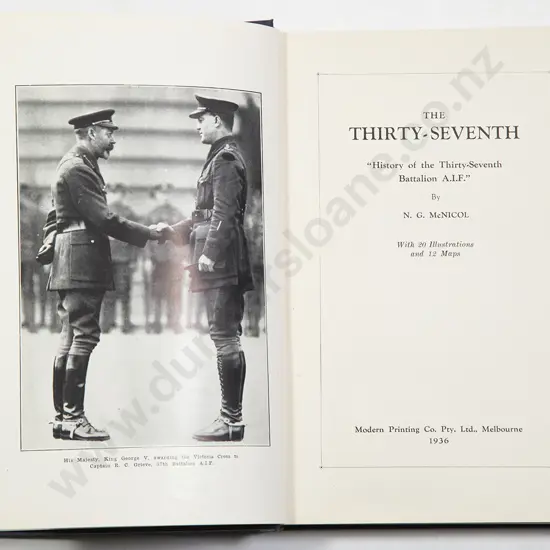 His Majesty, King George V, awarding the Victoria Cross to
Captain R. C. Grieve, 37th Battalion A.I.F.
THE
THIRTY-SEVENTH
"History of the Thirty-Seventh
Battalion A.I.F."
By
N. G. McNICOL
With 20 Illustrations
and 12 Maps
Modern Printing Co. Pty. Ltd., Melbourne
1936
www.dunbarsloane.co.nz